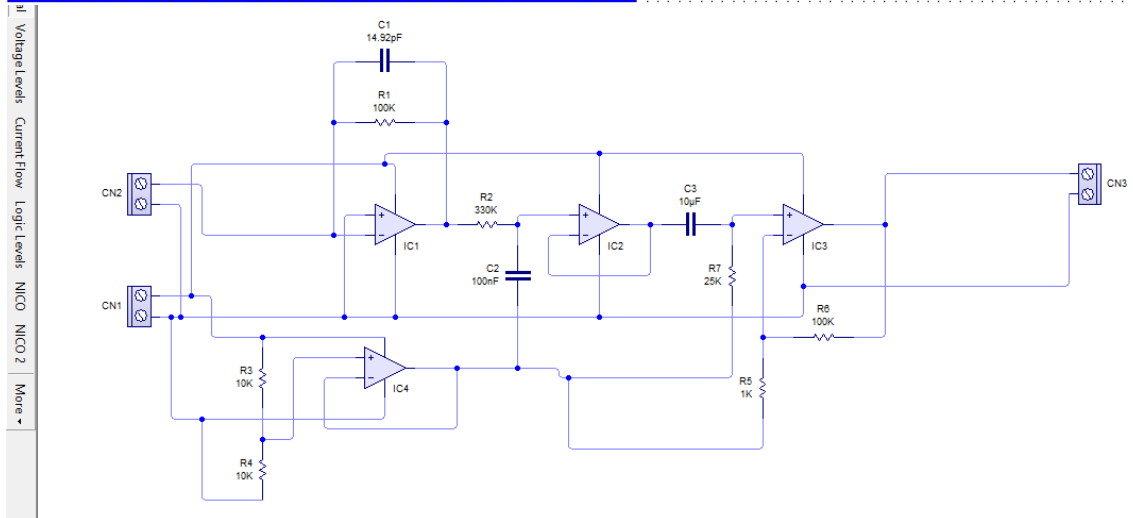 al
Voltage Levels
Current Flow
Logic Levels
NICO
NICO 2
More
C1
14.92pF
R1
100K
CN2
+
−
IC1
R2
330K
C2
100nF
+
−
IC2
C3
10µF
+
−
IC3
R7
25K
CN3
CN1
R3
10K
R4
10K
+
−
IC4
R6
100K
R5
1K